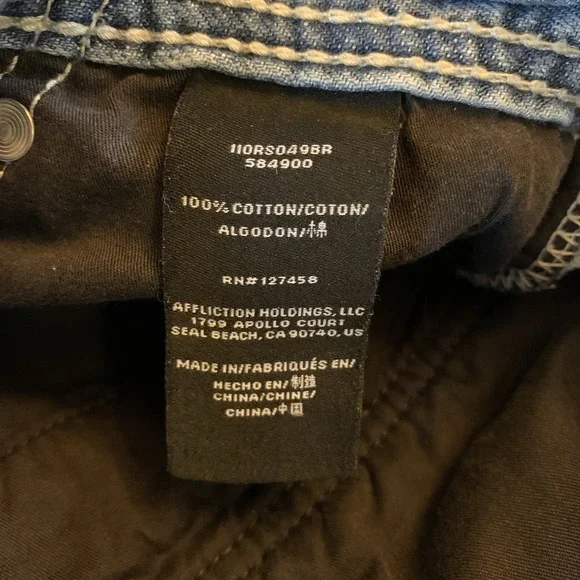 110RS049BR
584900
100% COTTON/COTON/
ALGODON/棉
RN# 127458
AFFLICTION HOLDINGS, LLC
1799 APOLLO COURT
SEAL BEACH, CA 90740, US
MADE IN/FABRIQUÉS EN/
HECHO EN/制造
CHINA/CHINE/
CHINA/中国